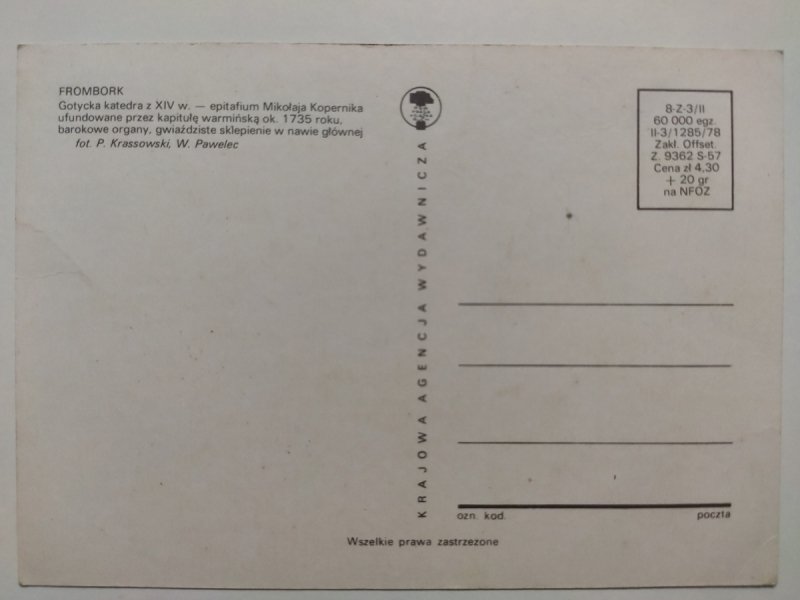 FROMBORK
Gotycka katedra z XIV w. — epitafium Mikołaja Kopernika
ufundowane przez kapitułę warmińską ok. 1735 roku,
barokowe organy, gwiaździste sklepienie w nawie głównej
fot. P. Krassowski, W. Pawelec
KRAJOWA AGENCJA WYDAWNICZA
8-Z-3/II
60 000 egz.
II-3/1285/78
Zakł. Offset.
Z. 9362 S-57
Cena zł 4,30
+ 20 gr
na NFOZ
ozn. kod.
poczta
Wszelkie prawa zastrzeżone